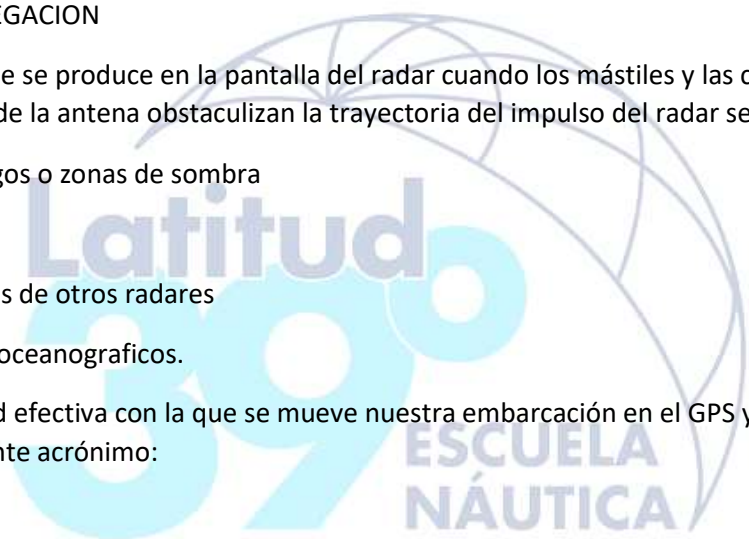 EGACION
e se produce en la pantalla del radar cuando los mástiles y las
de la antena obstaculizan la trayectoria del impulso del radar se
gos o zonas de sombra
Latitud
39º
s de otros radares
oceanograficos.
d efectiva con la que se mueve nuestra embarcación en el GPS y
nte acrónimo:
ESCUELA
NÁUTICA